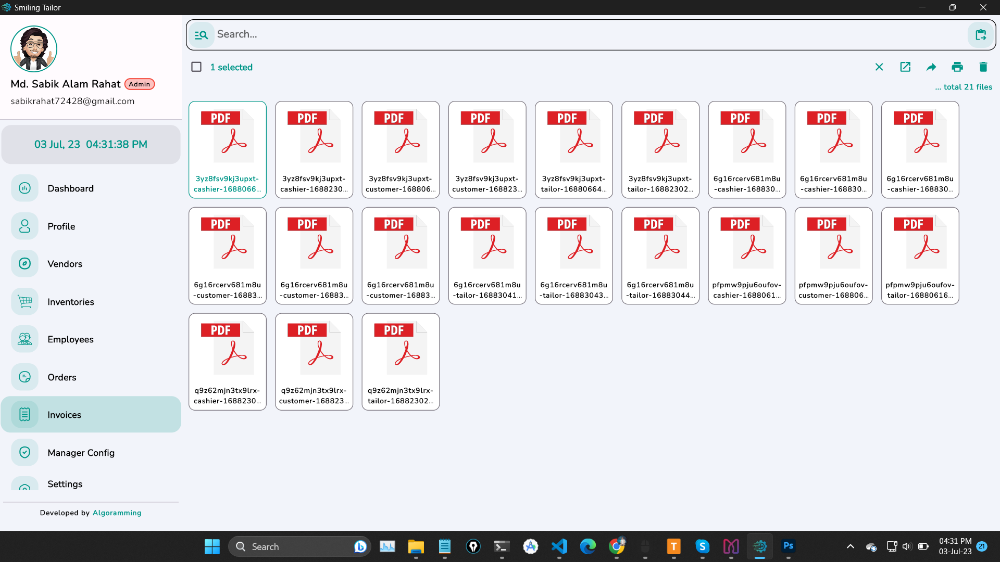 Smiling Tailor
Search...
Md. Sabik Alam Rahat Admin
sabikrahat72428@gmail.com
03 Jul, 23 04:31:38 PM
Dashboard
Profile
Vendors
Inventories
Employees
Orders
Invoices
Manager Config
Settings
Developed by Algoramming
1 selected
... total 21 files
PDF PDF PDF PDF PDF PDF PDF PDF PDF
3yz8fsv9kj3upxt- 3yz8fsv9kj3upxt- 3yz8fsv9kj3upxt- 3yz8fsv9kj3upxt- 3yz8fsv9kj3upxt- 3yz8fsv9kj3upxt- 6g16rcerv681m8u 6g16rcerv681m8u 6g16rcerv681m8u
cashier-1688066... cashier-1688230... customer-168806... customer-168823... tailor-168806664... tailor-16882302... -cashier-168830... -cashier-168830... -cashier-168830...
PDF PDF PDF PDF PDF PDF PDF PDF PDF
6g16rcerv681m8u 6g16rcerv681m8u 6g16rcerv681m8u 6g16rcerv681m8u 6g16rcerv681m8u 6g16rcerv681m8u pfpmw9pju6oufov- pfpmw9pju6oufov- pfpmw9pju6oufov-
-customer-16883... -customer-16883... -customer-16883... -tailor-16883041... -tailor-16883043... -tailor-16883044... cashier-1688061... customer-168806... tailor-16880616...
PDF PDF PDF
q9z62mjn3tx9lrx- q9z62mjn3tx9lrx- q9z62mjn3tx9lrx-
cashier-1688230... customer-168823... tailor-16882302...
Search
T
S
Ps
04:31 PM
03-Jul-23
21